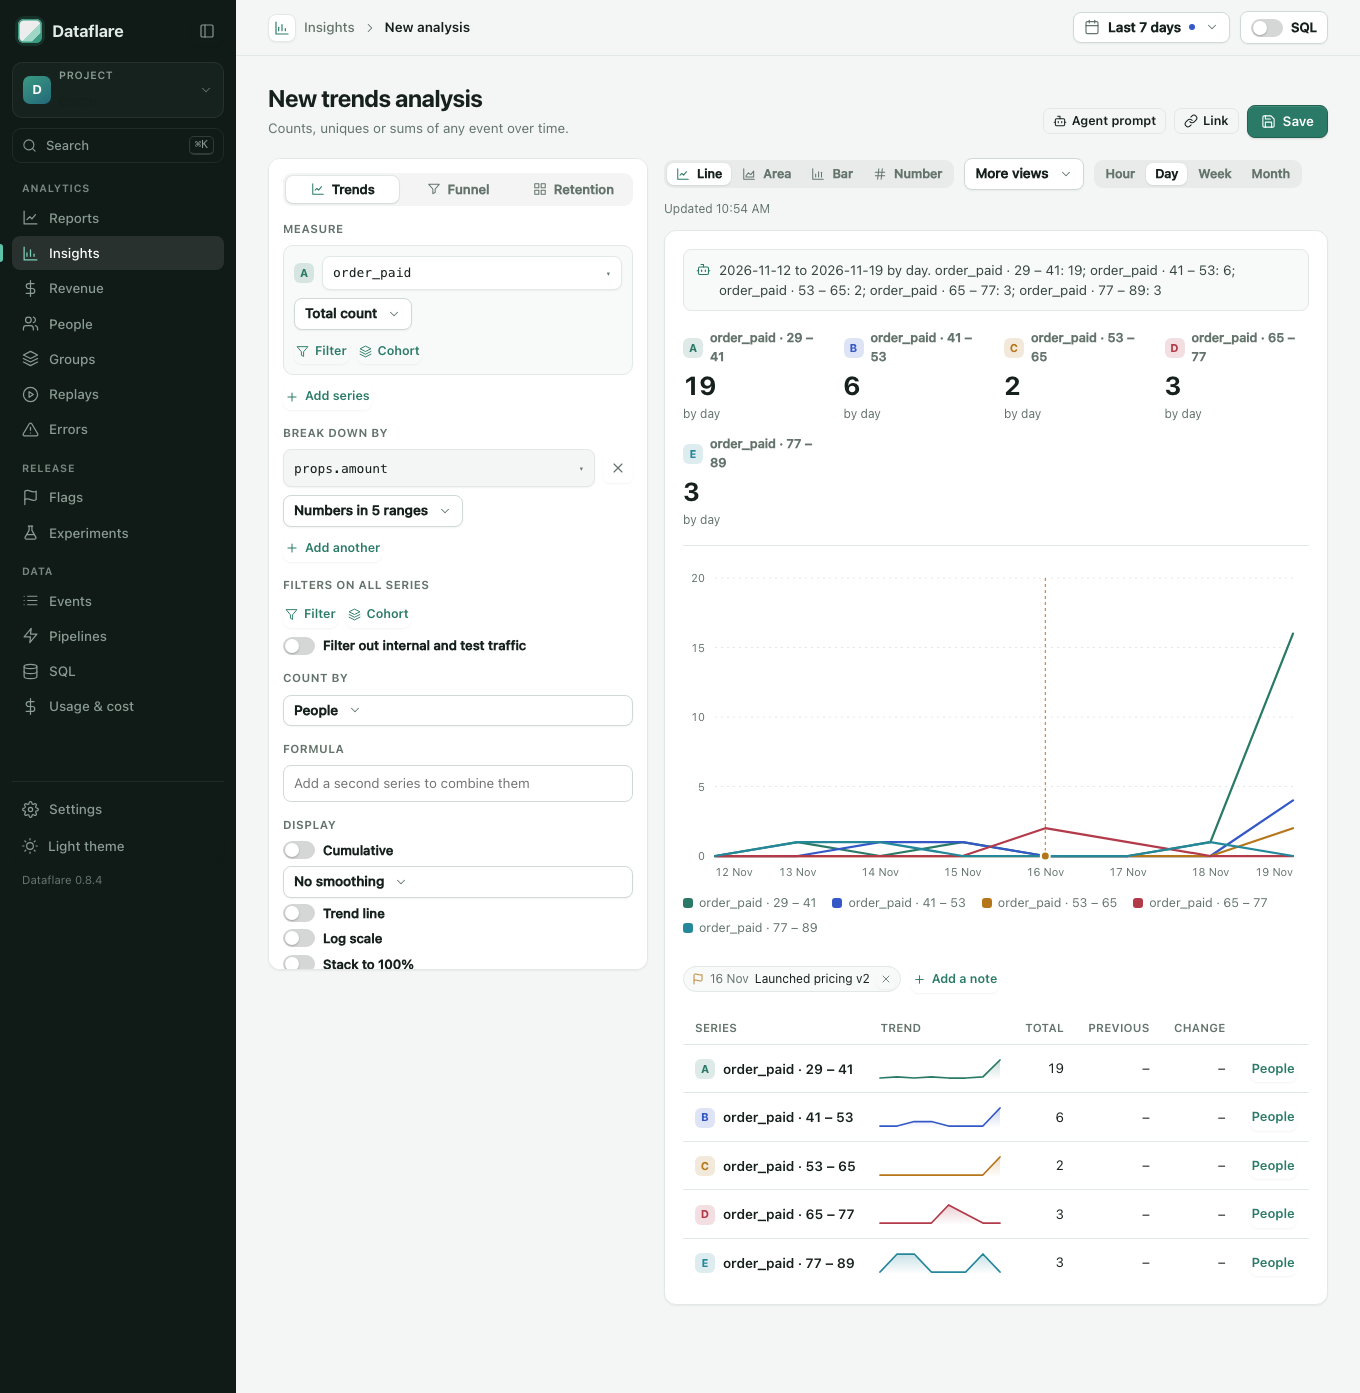 Dataflare
PROJECT
D
Search
⌘K
ANALYTICS
Reports
Insights
Revenue
People
Groups
Replays
Errors
RELEASE
Flags
Experiments
DATA
Events
Pipelines
SQL
Usage & cost
Settings
Light theme
Dataflare 0.8.4
Insights > New analysis
Last 7 days
SQL
New trends analysis
Counts, uniques or sums of any event over time.
Agent prompt
Link
Save
Trends
Funnel
Retention
MEASURE
A order_paid
Total count
Filter Cohort
+ Add series
BREAK DOWN BY
props.amount
Numbers in 5 ranges
+ Add another
FILTERS ON ALL SERIES
Filter Cohort
Filter out internal and test traffic
COUNT BY
People
FORMULA
Add a second series to combine them
DISPLAY
Cumulative
No smoothing
Trend line
Log scale
Stack to 100%
Line Area Bar # Number
More views
Hour Day Week Month
Updated 10:54 AM
2026-11-12 to 2026-11-19 by day. order_paid · 29 – 41: 19; order_paid · 41 – 53: 6;
order_paid · 53 – 65: 2; order_paid · 65 – 77: 3; order_paid · 77 – 89: 3
A order_paid · 29 –
41
19
by day
B order_paid · 41 –
53
6
by day
C order_paid · 53 –
65
2
by day
D order_paid · 65 –
77
3
by day
E order_paid · 77 –
89
3
by day
20
15
10
5
0
12 Nov 13 Nov 14 Nov 15 Nov 16 Nov 17 Nov 18 Nov 19 Nov
order_paid · 29 – 41 order_paid · 41 – 53 order_paid · 53 – 65 order_paid · 65 – 77
order_paid · 77 – 89
16 Nov Launched pricing v2 ×
+ Add a note
SERIES TREND TOTAL PREVIOUS CHANGE
A order_paid · 29 – 41 19 – – People
B order_paid · 41 – 53 6 – – People
C order_paid · 53 – 65 2 – – People
D order_paid · 65 – 77 3 – – People
E order_paid · 77 – 89 3 – – People